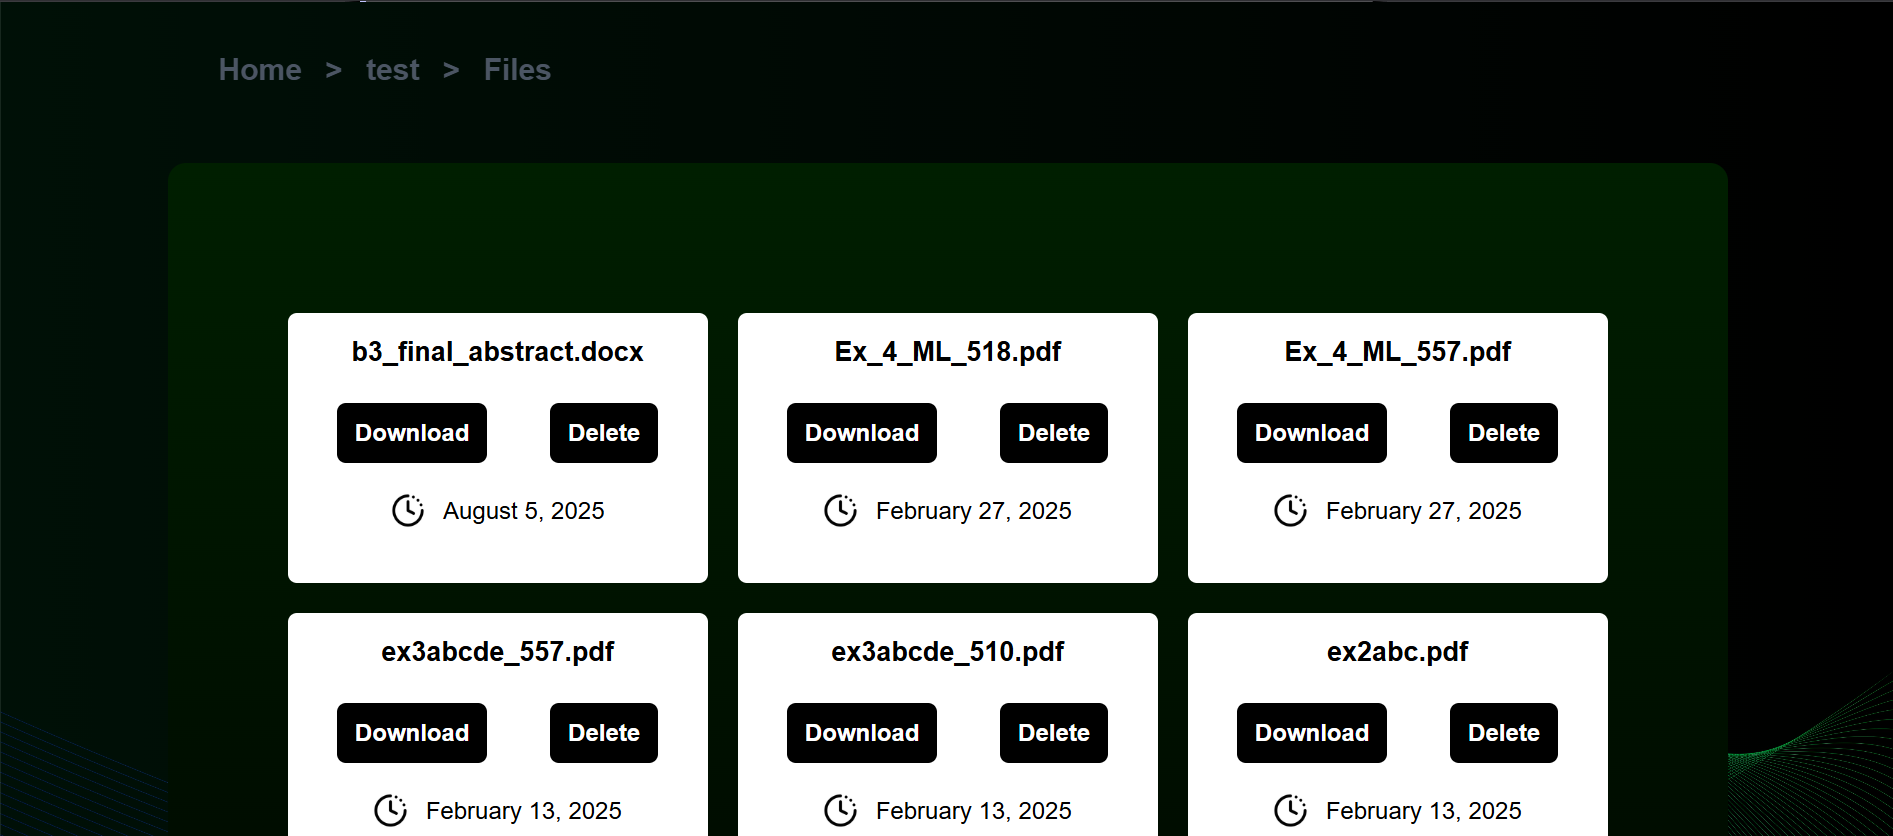 Home > test > Files
b3_final_abstract.docx
Download Delete
August 5, 2025
Ex_4_ML_518.pdf
Download Delete
February 27, 2025
Ex_4_ML_557.pdf
Download Delete
February 27, 2025
ex3abcde_557.pdf
Download Delete
February 13, 2025
ex3abcde_510.pdf
Download Delete
February 13, 2025
ex2abc.pdf
Download Delete
February 13, 2025